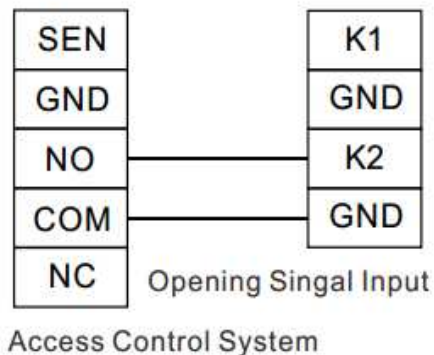 SEN K1
GND GND
NO K2
COM GND
NC Opening Singal Input
Access Control System